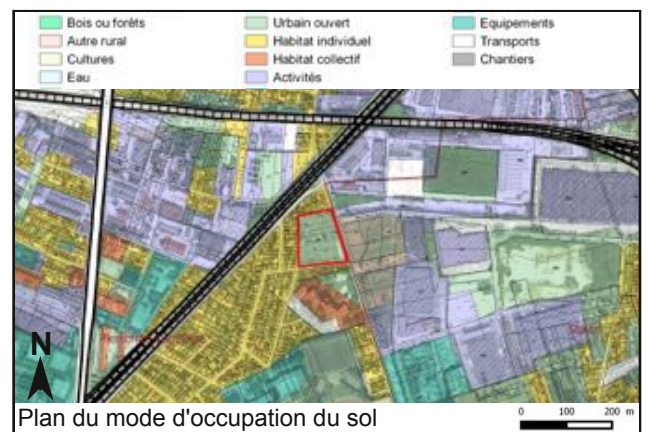 Bois ou forêts
Autre rural
Cultures
Eau
Urbain ouvert
Habitat individuel
Habitat collectif
Activités
Equipements
Transports
Chantiers
N
Plan du mode d'occupation du sol
0 100 200 m